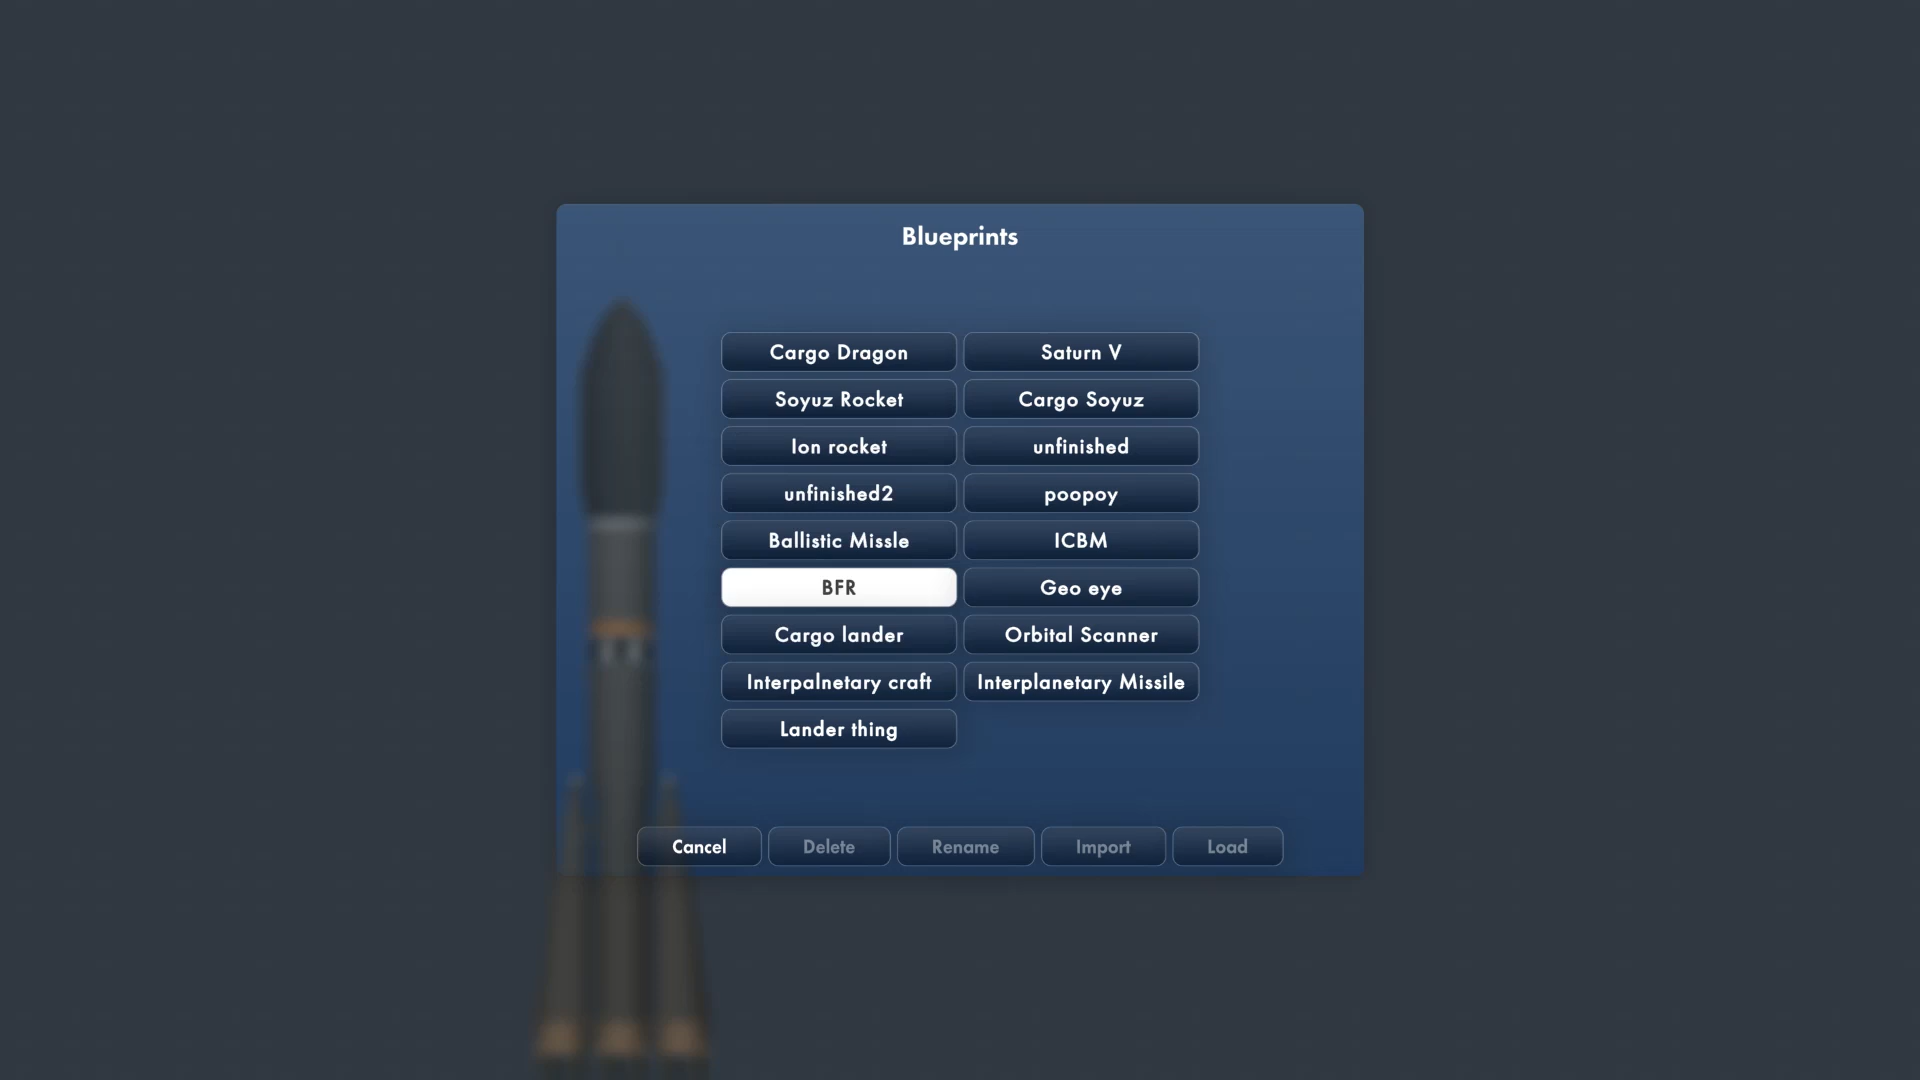 Blueprints
Cargo Dragon
Saturn V
Soyuz Rocket
Cargo Soyuz
Ion rocket
unfinished
unfinished2
poopoy
Ballistic Missle
ICBM
BFR
Geo eye
Cargo lander
Orbital Scanner
Interpalnetary craft
Interplanetary Missile
Lander thing
Cancel
Delete
Rename
Import
Load